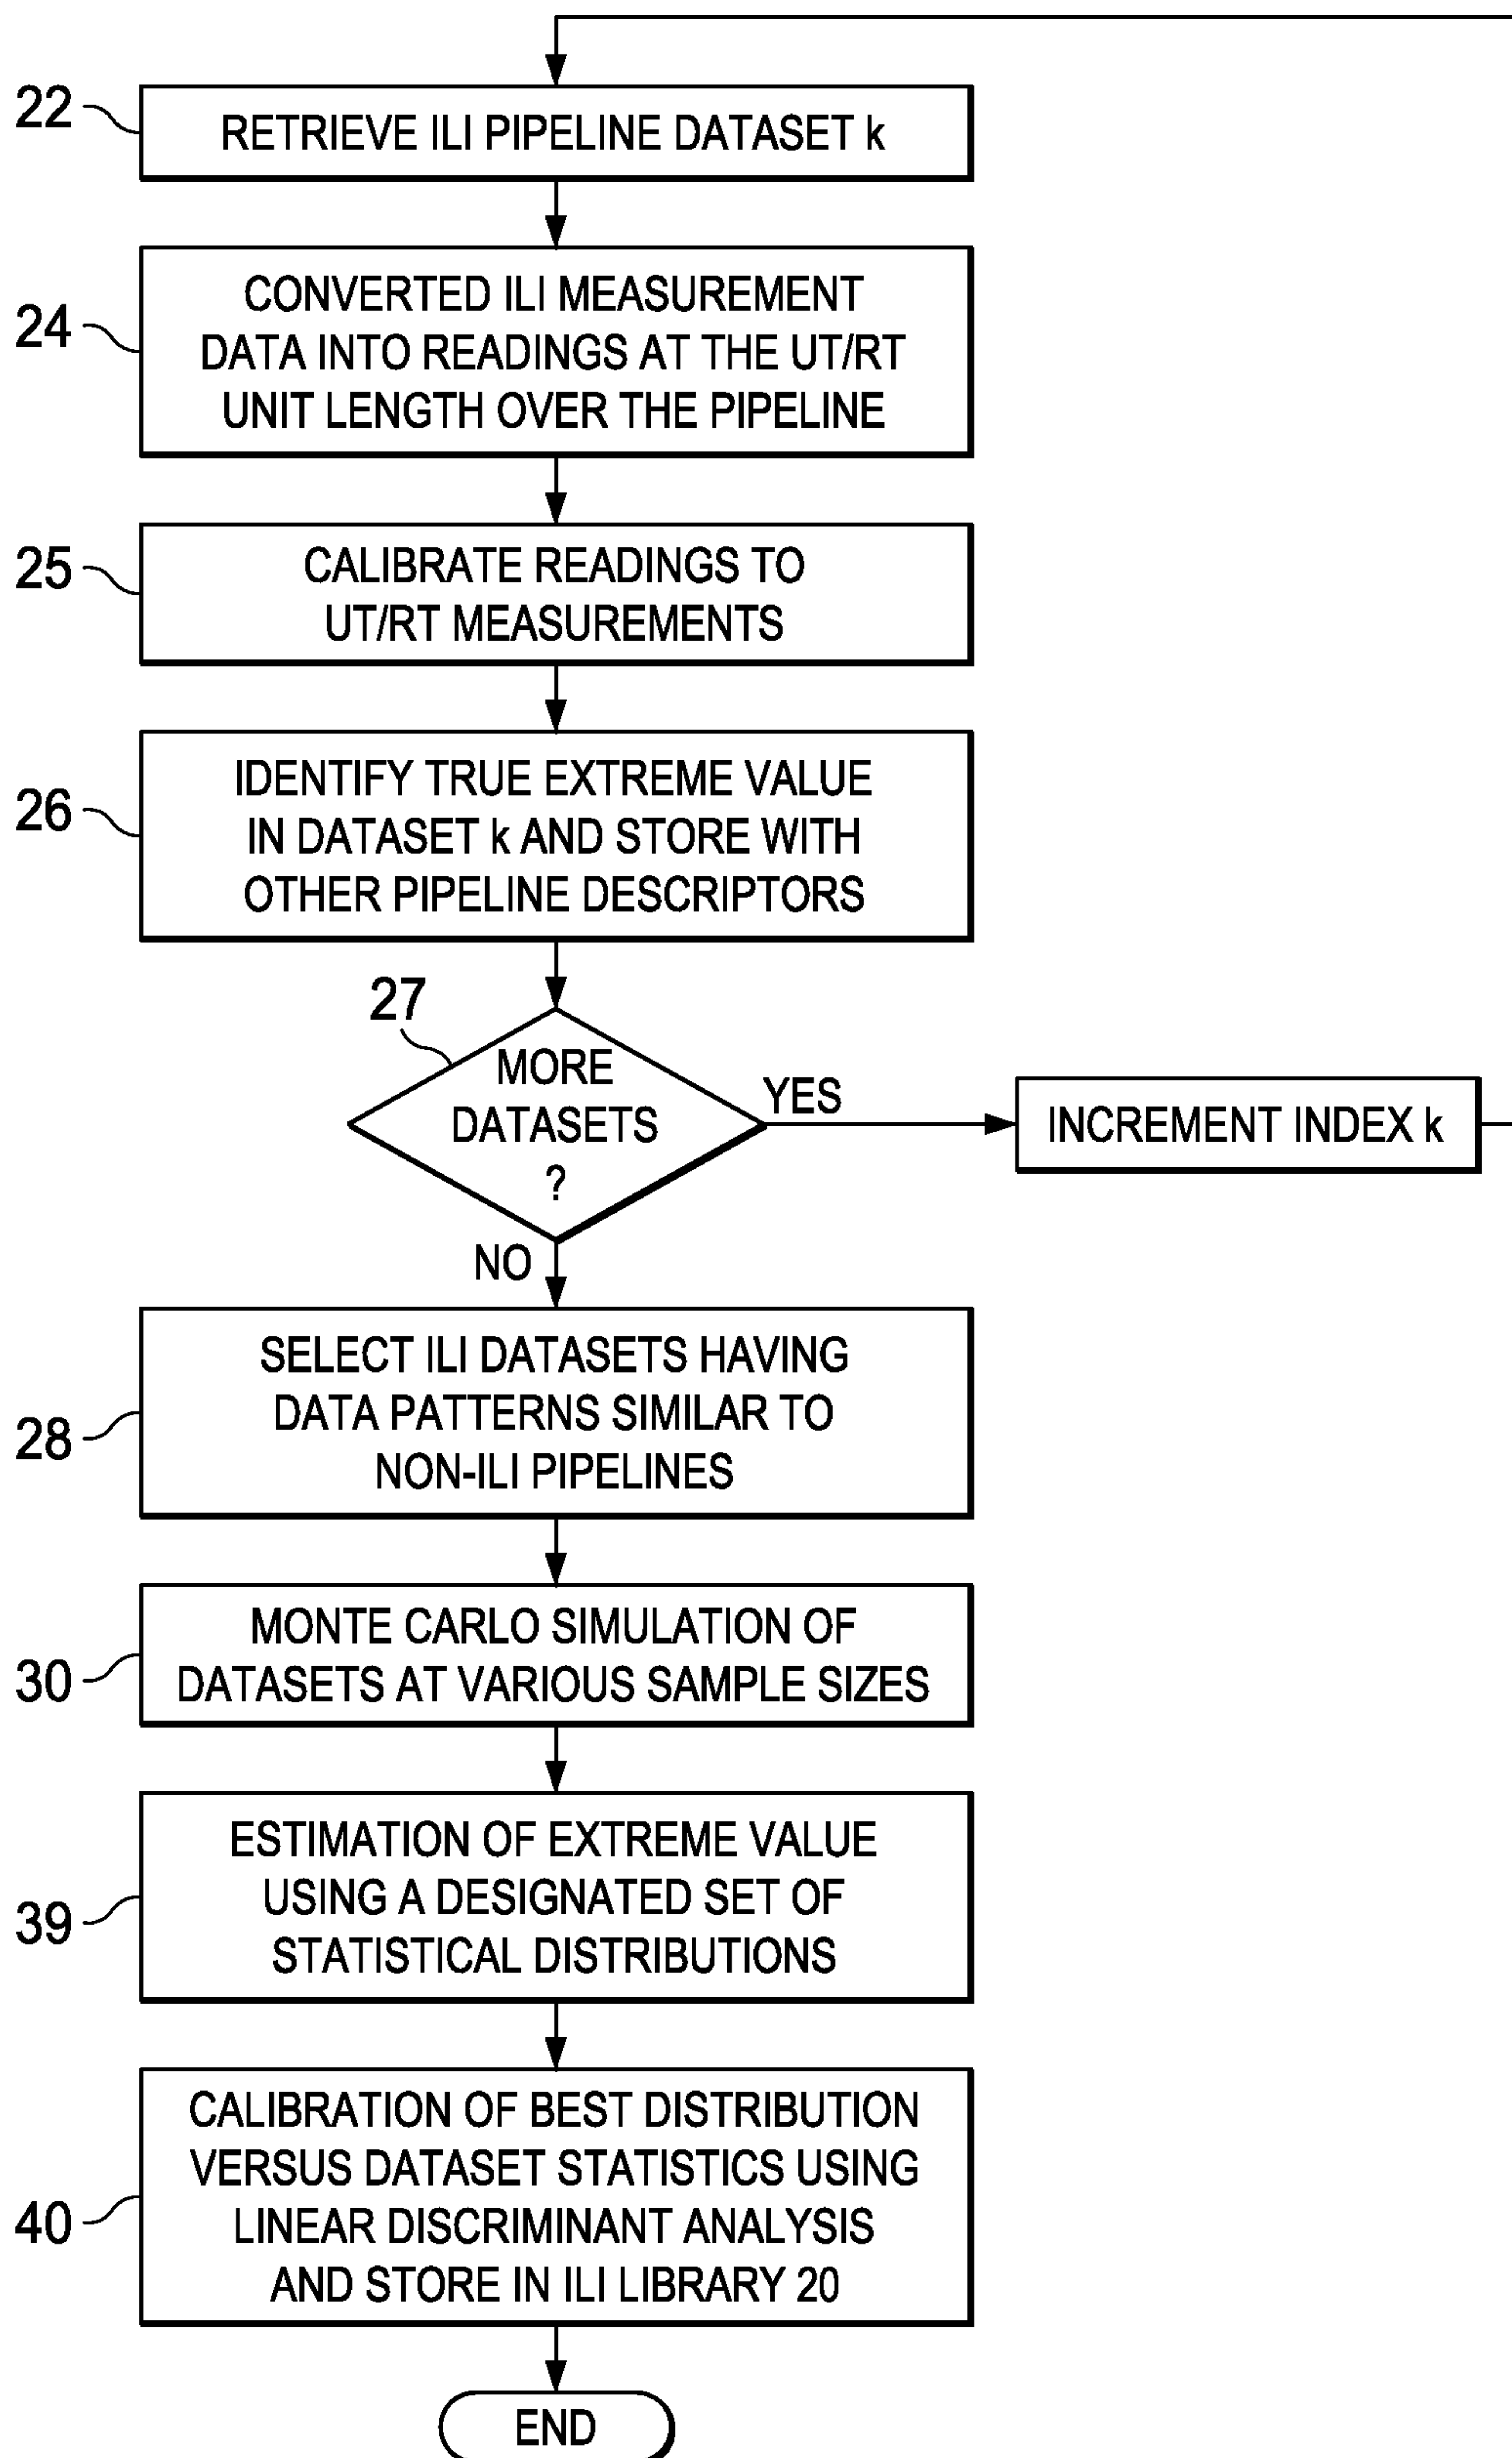 22
RETRIEVE ILI PIPELINE DATASET k
24
CONVERTED ILI MEASUREMENT
DATA INTO READINGS AT THE UT/RT
UNIT LENGTH OVER THE PIPELINE
25
CALIBRATE READINGS TO
UT/RT MEASUREMENTS
26
IDENTIFY TRUE EXTREME VALUE
IN DATASET k AND STORE WITH
OTHER PIPELINE DESCRIPTORS
27
MORE
DATASETS
?
YES
INCREMENT INDEX k
NO
28
SELECT ILI DATASETS HAVING
DATA PATTERNS SIMILAR TO
NON-ILI PIPELINES
30
MONTE CARLO SIMULATION OF
DATASETS AT VARIOUS SAMPLE SIZES
39
ESTIMATION OF EXTREME VALUE
USING A DESIGNATED SET OF
STATISTICAL DISTRIBUTIONS
40
CALIBRATION OF BEST DISTRIBUTION
VERSUS DATASET STATISTICS USING
LINEAR DISCRIMINANT ANALYSIS
AND STORE IN ILI LIBRARY 20
END